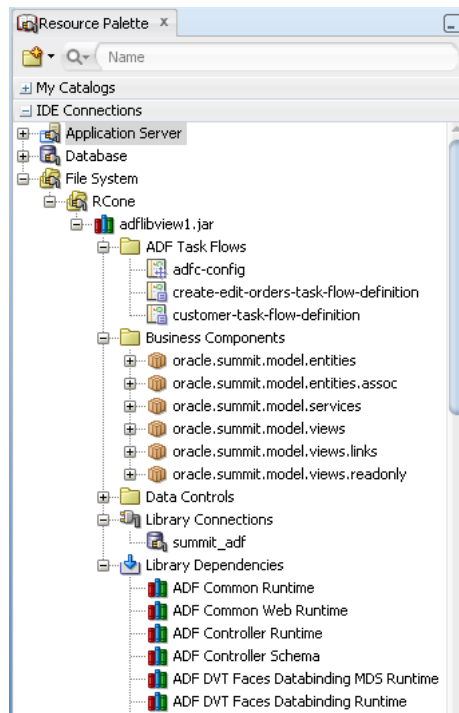 Resource Palette x
Name
My Catalogs
IDE Connections
Application Server
Database
File System
RCone
adflibview1.jar
ADF Task Flows
adfc-config
create-edit-orders-task-flow-definition
customer-task-flow-definition
Business Components
oracle.summit.model.entities
oracle.summit.model.entities.assoc
oracle.summit.model.services
oracle.summit.model.views
oracle.summit.model.views.links
oracle.summit.model.views.readonly
Data Controls
Library Connections
summit_adf
Library Dependencies
ADF Common Runtime
ADF Common Web Runtime
ADF Controller Runtime
ADF Controller Schema
ADF DVT Faces Databinding MDS Runtime
ADF DVT Faces Databinding Runtime